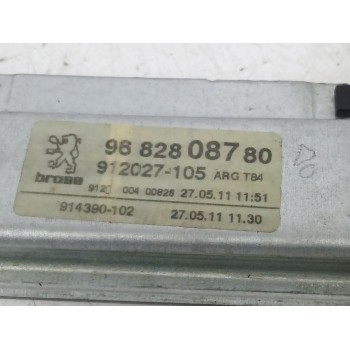 96 828 087 80
912027-105 ARG T84
brose
912 004 00826 27.05.11 11:51
914390-102 27.05.11 11.30